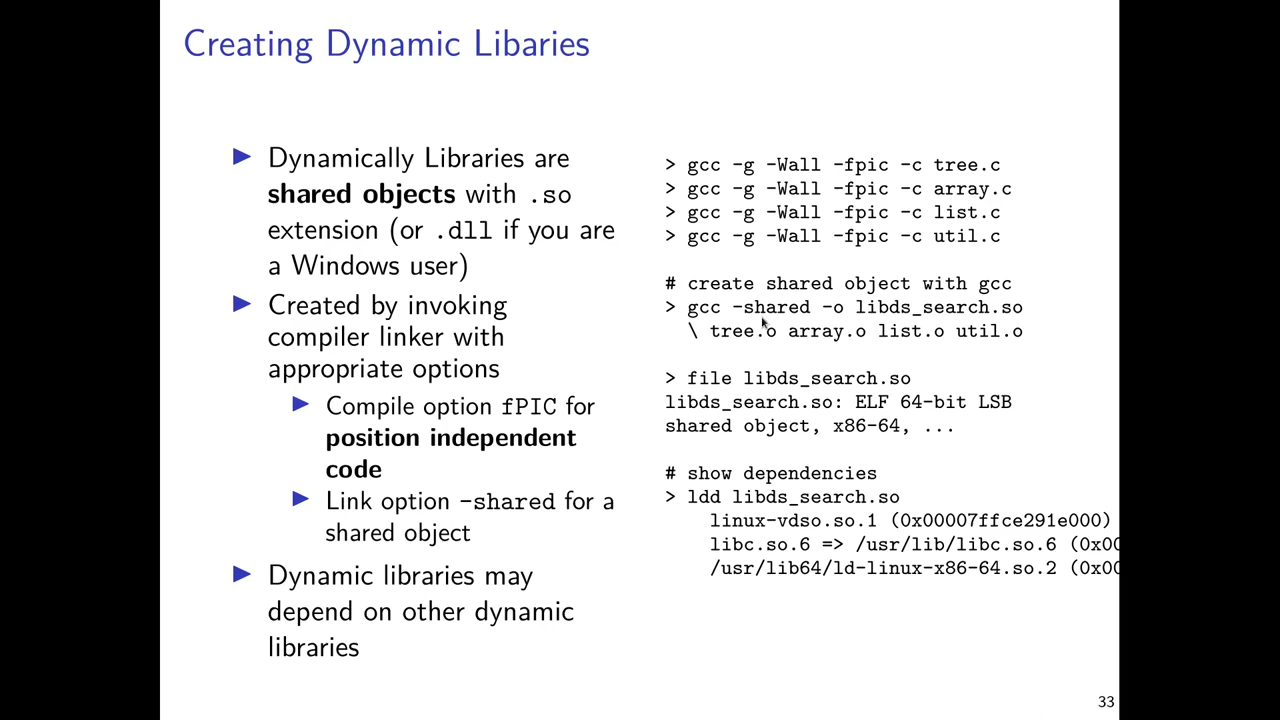 Creating Dynamic Libaries
Dynamically Libraries are
shared objects with .so
extension (or .dll if you are
a Windows user)
Created by invoking
compiler linker with
appropriate options
Compile option fPIC for
position independent
code
Link option -shared for a
shared object
Dynamic libraries may
depend on other dynamic
libraries
> gcc -g -Wall -fpic -c tree.c
> gcc -g -Wall -fpic -c array.c
> gcc -g -Wall -fpic -c list.c
> gcc -g -Wall -fpic -c util.c
# create shared object with gcc
> gcc -shared -o libds_search.so
\ tree.o array.o list.o util.o
> file libds_search.so
libds_search.so: ELF 64-bit LSB
shared object, x86-64, ...
# show dependencies
> ldd libds_search.so
linux-vdso.so.1 (0x00007ffce291e000)
libc.so.6 => /usr/lib/libc.so.6 (0x00
/usr/lib64/ld-linux-x86-64.so.2 (0x00
33